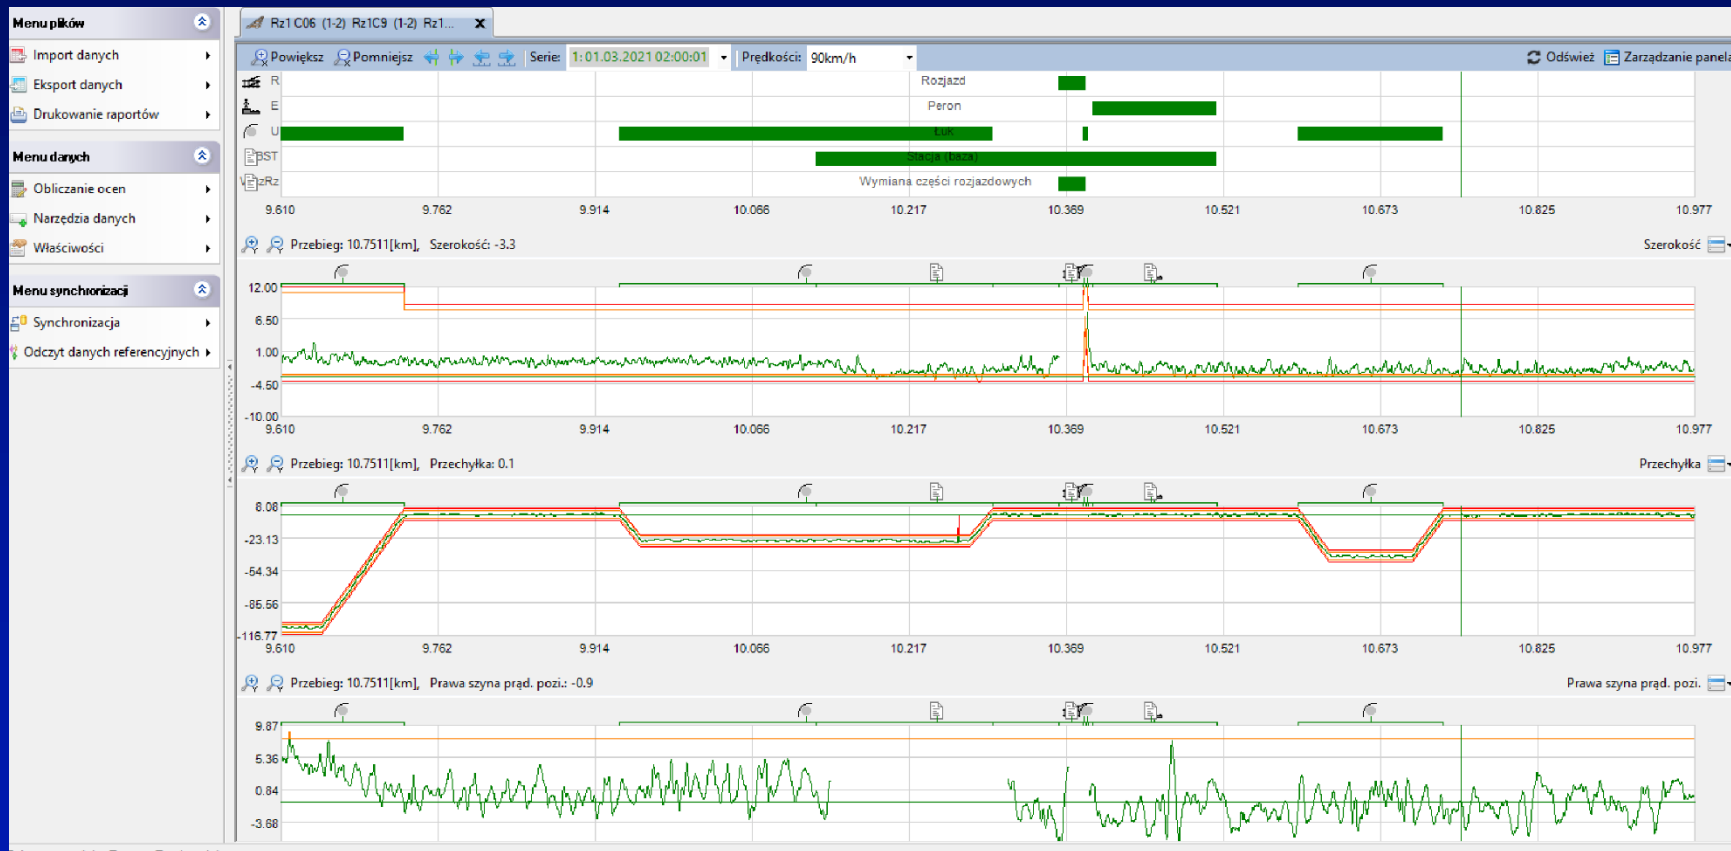 Menu plików
Import danych
Eksport danych
Drukowanie raportów
Menu danych
Obliczanie ocen
Narzędzia danych
Właściwości
Menu synchronizacji
Synchronizacja
Odczyt danych referencyjnych
Rz1 C06 (1-2) Rz1C9 (1-2) Rz1... X
Powiększ Pomniejsz Serie: 1: 01.03.2021 02:00:01 Prędkości: 90km/h Odśwież Zarządzanie panela
R Rozjazd
E Peron
U Łuk
BST Stacja (baza)
Wymiana części rozjazdowych
9.610 9.762 9.914 10.066 10.217 10.369 10.521 10.673 10.825 10.977
Przebieg: 10.7511[km], Szerokość: -3.3 Szerokość
12.00
6.50
1.00
-4.50
-10.00
9.610 9.762 9.914 10.066 10.217 10.369 10.521 10.673 10.825 10.977
Przebieg: 10.7511[km], Przechyłka: 0.1 Przechyłka
8.08
-23.13
-54.34
-85.56
-116.77
9.610 9.762 9.914 10.066 10.217 10.369 10.521 10.673 10.825 10.977
Przebieg: 10.7511[km], Prawa szyna prąd. pozi.: -0.9 Prawa szyna prąd. pozi.
9.87
5.36
0.84
-3.68